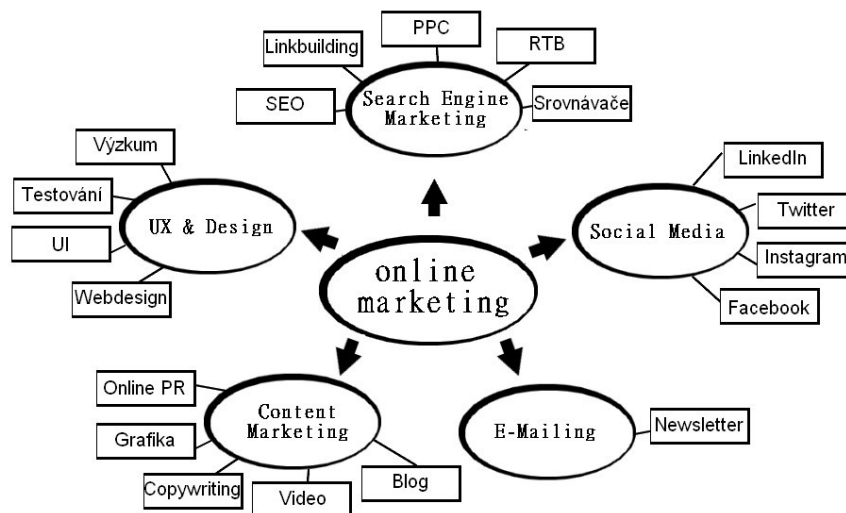 PPC
Linkbuilding
RTB
SEO
Search Engine
Marketing
Srovnávače
Výzkum
Testování
UI
Webdesign
UX & Design
LinkedIn
Twitter
Instagram
Facebook
Social Media
online
marketing
Online PR
Grafika
Copywriting
Video
Blog
Content
Marketing
E-Mailing
Newsletter